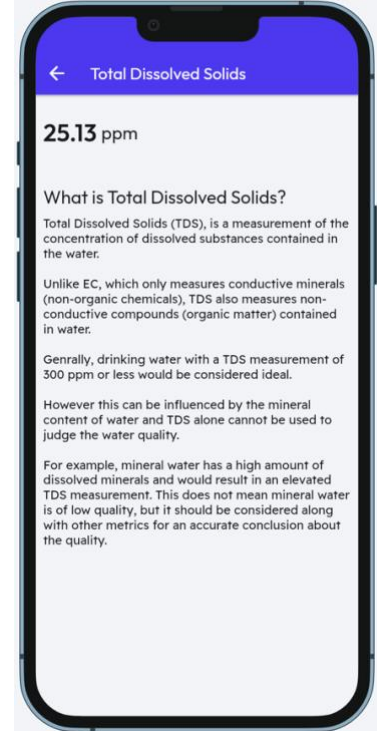 Total Dissolved Solids
25.13 ppm
What is Total Dissolved Solids?
Total Dissolved Solids (TDS), is a measurement of the
concentration of dissolved substances contained in
the water.
Unlike EC, which only measures conductive minerals
(non-organic chemicals), TDS also measures non-
conductive compounds (organic matter) contained
in water.
Genrally, drinking water with a TDS measurement of
300 ppm or less would be considered ideal.
However this can be influenced by the mineral
content of water and TDS alone cannot be used to
judge the water quality.
For example, mineral water has a high amount of
dissolved minerals and would result in an elevated
TDS measurement. This does not mean mineral water
is of low quality, but it should be considered along
with other metrics for an accurate conclusion about
the quality.